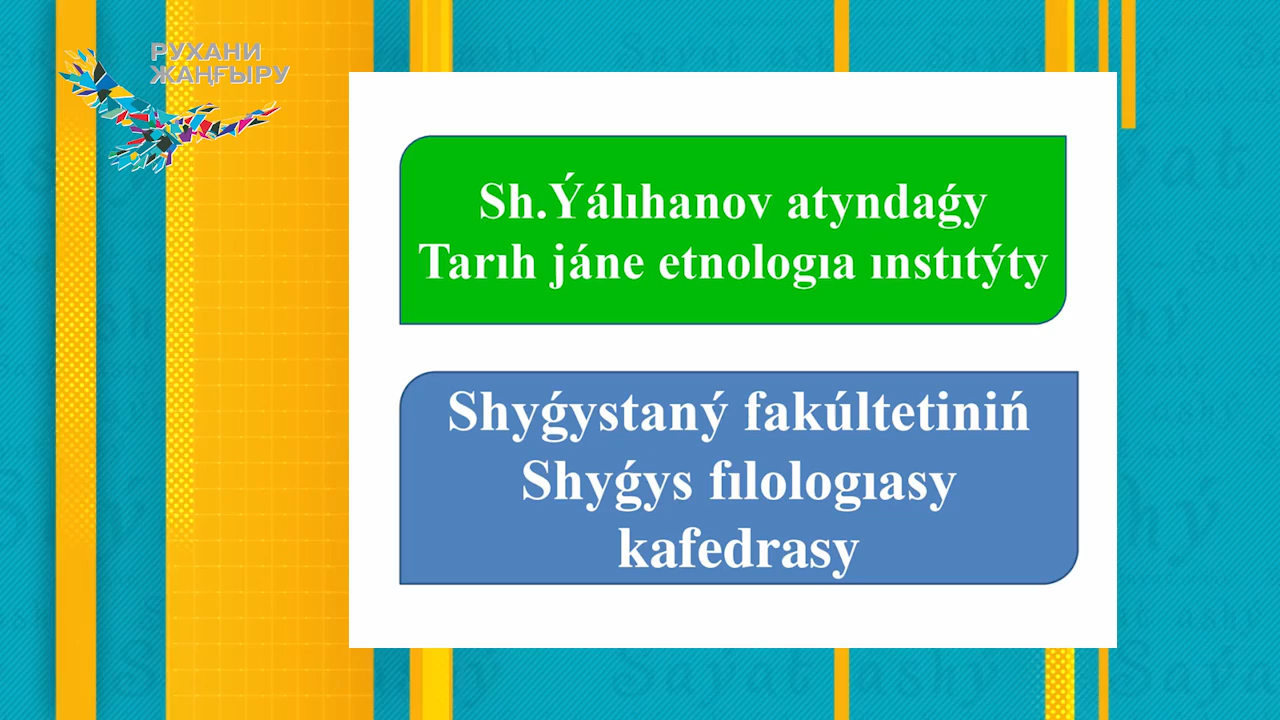 РУХАНИ
ЖАҢҒЫРУ
Sh.Ýálıhanov atyndaǵy
Tarıh jáne etnologıa ınstıtýty
Shyǵystaný fakúltetiniń
Shyǵys fılologıasy
kafedrasy